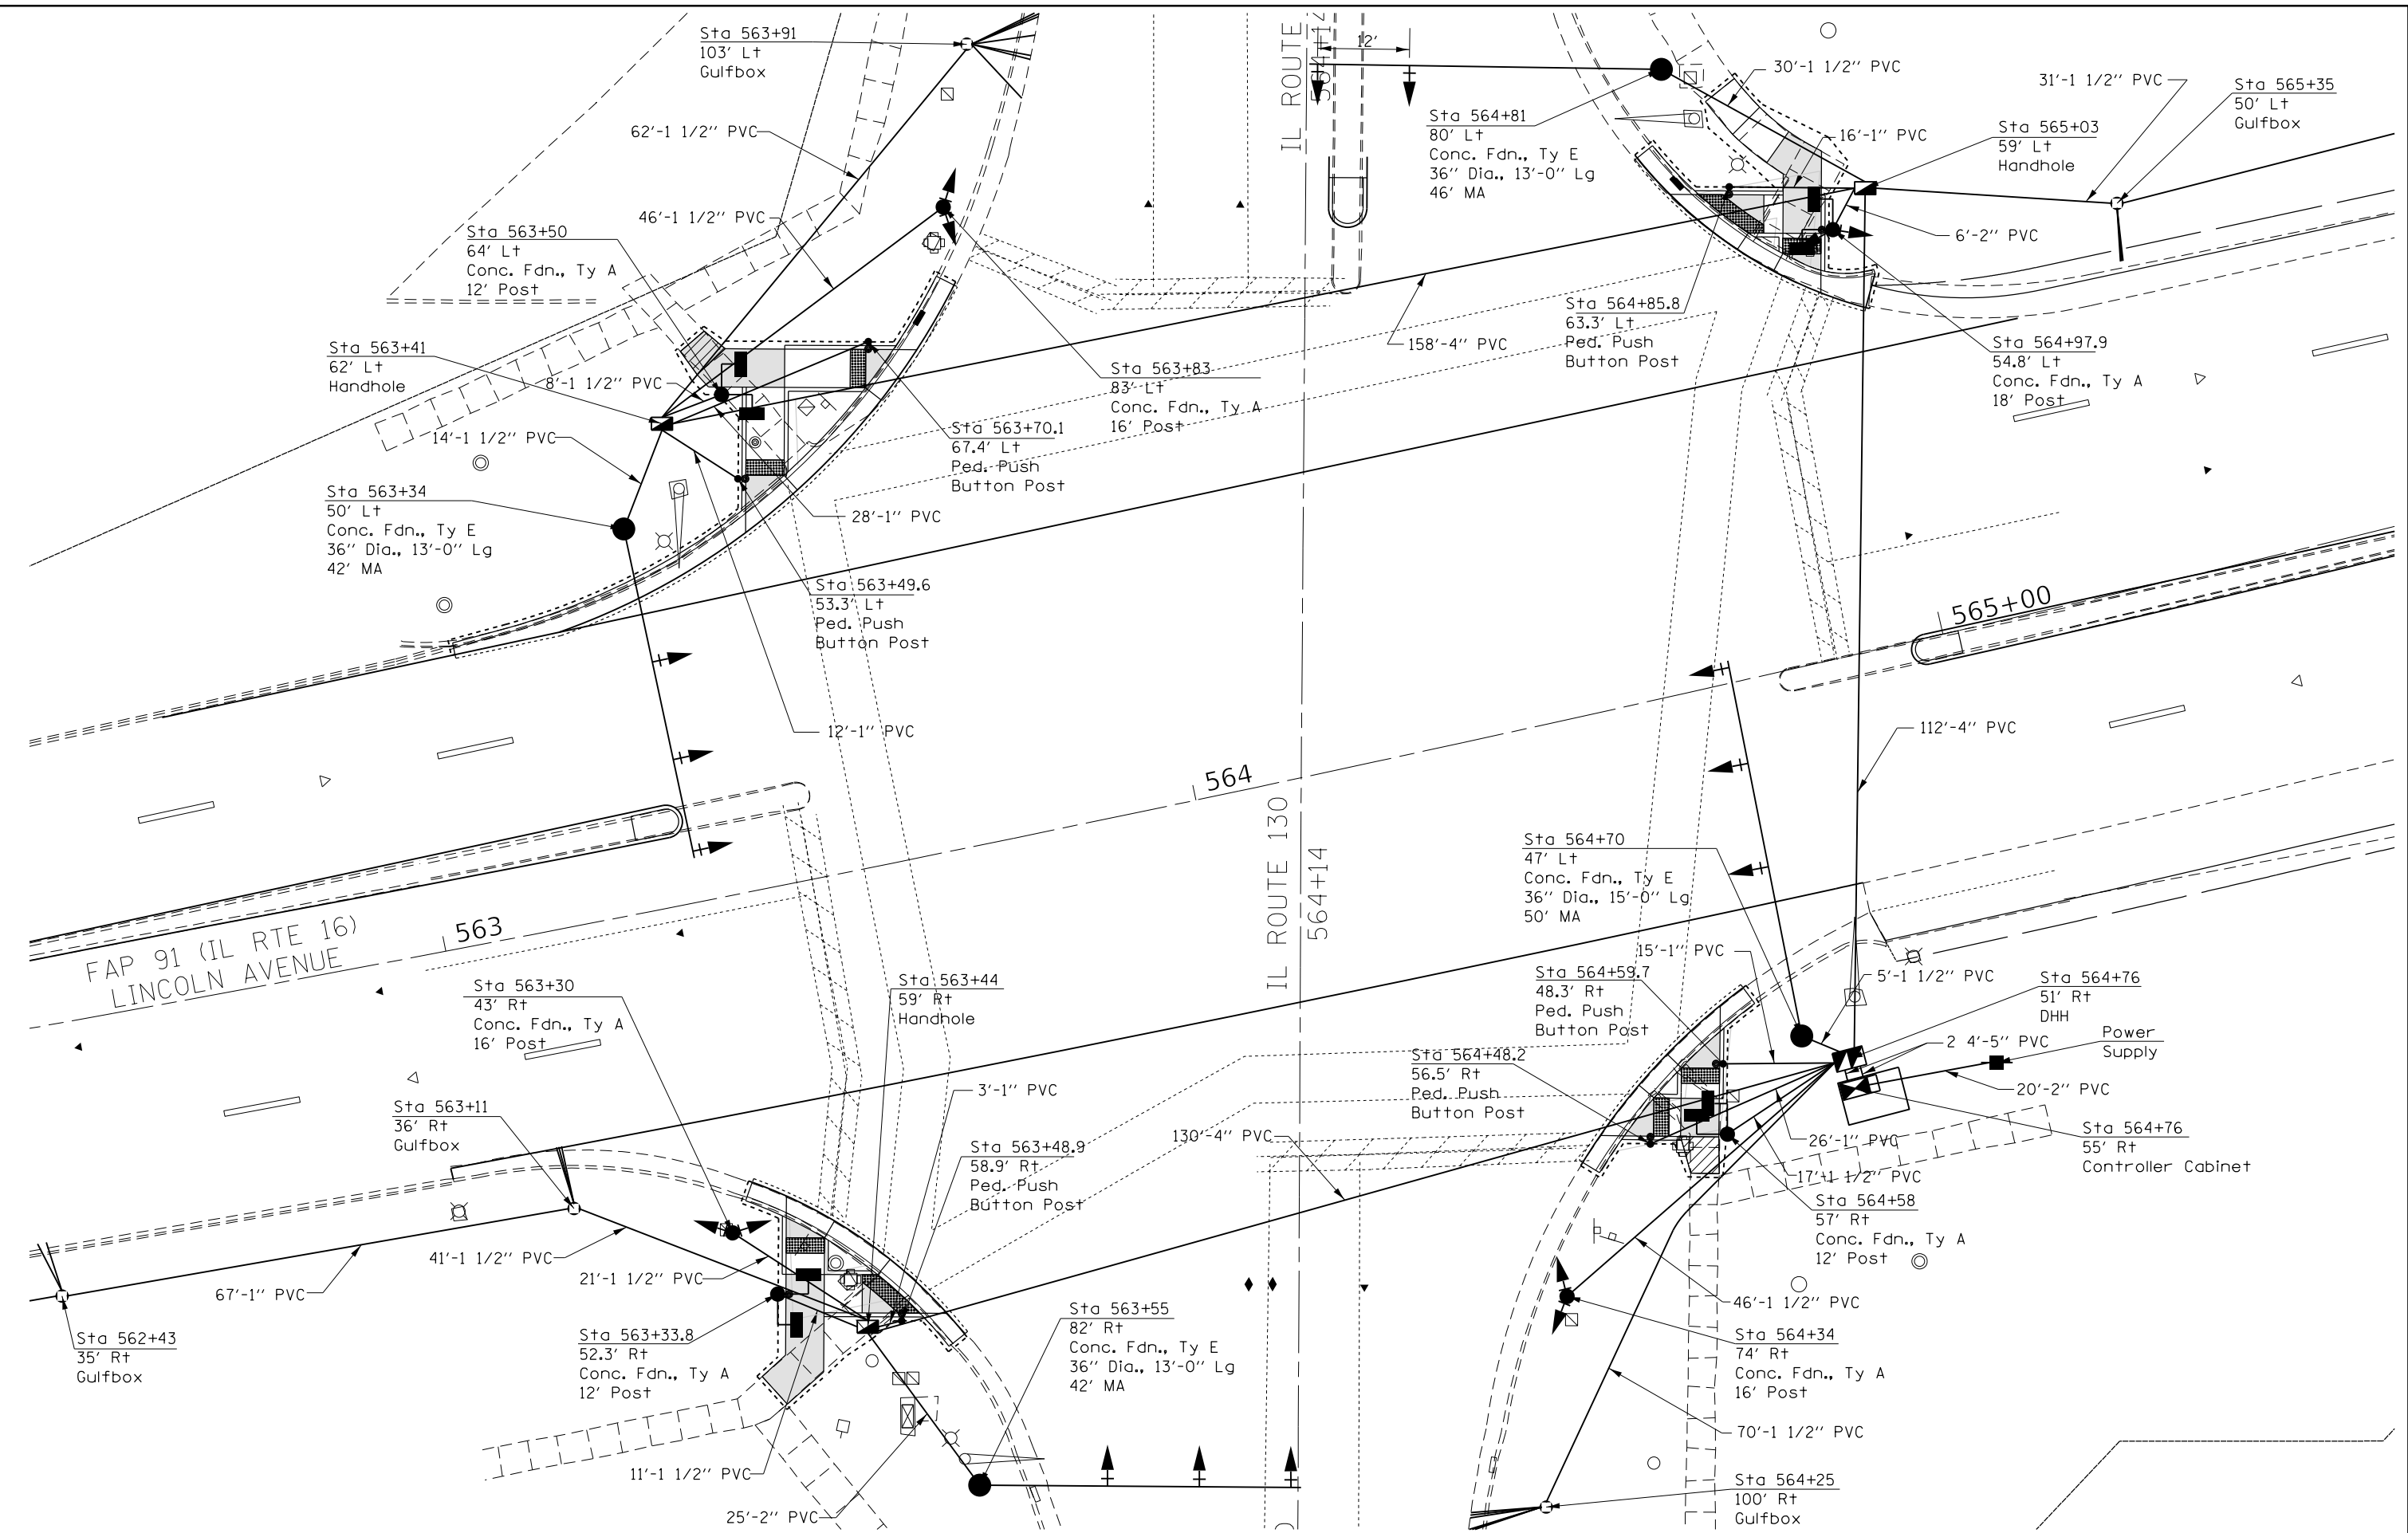 Sta 563+91
103' Lt
Gulfbox
62'-1 1/2" PVC
46'-1 1/2" PVC
Sta 563+50
64' Lt
Conc. Fdn., Ty A
12' Post
Sta 563+41
62' Lt
Handhole
8'-1 1/2" PVC
14'-1 1/2" PVC
Sta 563+34
50' Lt
Conc. Fdn., Ty E
36" Dia., 13'-0" Lg
42' MA
28'-1" PVC
Sta 563+49.6
53.3' Lt
Ped. Push
Button Post
12'-1" PVC
Sta 563+70.1
67.4' Lt
Ped. Push
Button Post
Sta 563+83
83' Lt
Conc. Fdn., Ty A
16' Post
IL ROUTE
564+12
12'
Sta 564+81
80' Lt
Conc. Fdn., Ty E
36" Dia., 13'-0" Lg
46' MA
30'-1 1/2" PVC
16'-1" PVC
31'-1 1/2" PVC
Sta 565+35
50' Lt
Gulfbox
Sta 565+03
59' Lt
Handhole
6'-2" PVC
Sta 564+85.8
63.3' Lt
Ped. Push
Button Post
158'-4" PVC
Sta 564+97.9
54.8' Lt
Conc. Fdn., Ty A
18' Post
565+00
112'-4" PVC
564
563
FAP 91 (IL RTE 16)
LINCOLN AVENUE
IL ROUTE 130
564+14
Sta 564+70
47' Lt
Conc. Fdn., Ty E
36" Dia., 15'-0" Lg
50' MA
15'-1" PVC
5'-1 1/2" PVC
Sta 564+59.7
48.3' Rt
Ped. Push
Button Post
Sta 564+76
51' Rt
DHH
Power
Supply
2 4'-5" PVC
20'-2" PVC
Sta 564+48.2
56.5' Rt
Ped. Push
Button Post
Sta 564+76
55' Rt
Controller Cabinet
26'-1" PVC
17'-1 1/2" PVC
Sta 564+58
57' Rt
Conc. Fdn., Ty A
12' Post
46'-1 1/2" PVC
Sta 564+34
74' Rt
Conc. Fdn., Ty A
16' Post
70'-1 1/2" PVC
Sta 564+25
100' Rt
Gulfbox
Sta 563+30
43' Rt
Conc. Fdn., Ty A
16' Post
Sta 563+44
59' Rt
Handhole
3'-1" PVC
Sta 563+11
36' Rt
Gulfbox
Sta 563+48.9
58.9' Rt
Ped. Push
Button Post
130'-4" PVC
41'-1 1/2" PVC
21'-1 1/2" PVC
67'-1" PVC
Sta 562+43
35' Rt
Gulfbox
Sta 563+33.8
52.3' Rt
Conc. Fdn., Ty A
12' Post
Sta 563+55
82' Rt
Conc. Fdn., Ty E
36" Dia., 13'-0" Lg
42' MA
11'-1 1/2" PVC
25'-2" PVC